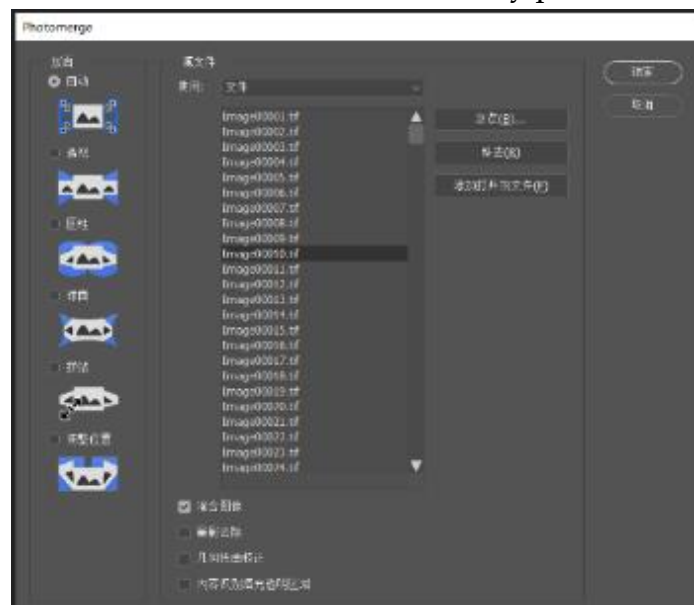 Photomerge
版面
自动
透视
圆柱
球面
拼贴
调整位置
源文件
使用: 文件
Image00001.tif
Image00002.tif
Image00003.tif
Image00004.tif
Image00005.tif
Image00006.tif
Image00007.tif
Image00008.tif
Image00009.tif
Image00010.tif
Image00011.tif
Image00012.tif
Image00013.tif
Image00014.tif
Image00015.tif
Image00016.tif
Image00017.tif
Image00018.tif
Image00019.tif
Image00020.tif
Image00021.tif
Image00022.tif
Image00023.tif
Image00024.tif
浏览(B)...
移去(R)
添加打开的文件(F)
混合图像
晕影去除
几何扭曲校正
内容识别填充透明区域
确定
取消